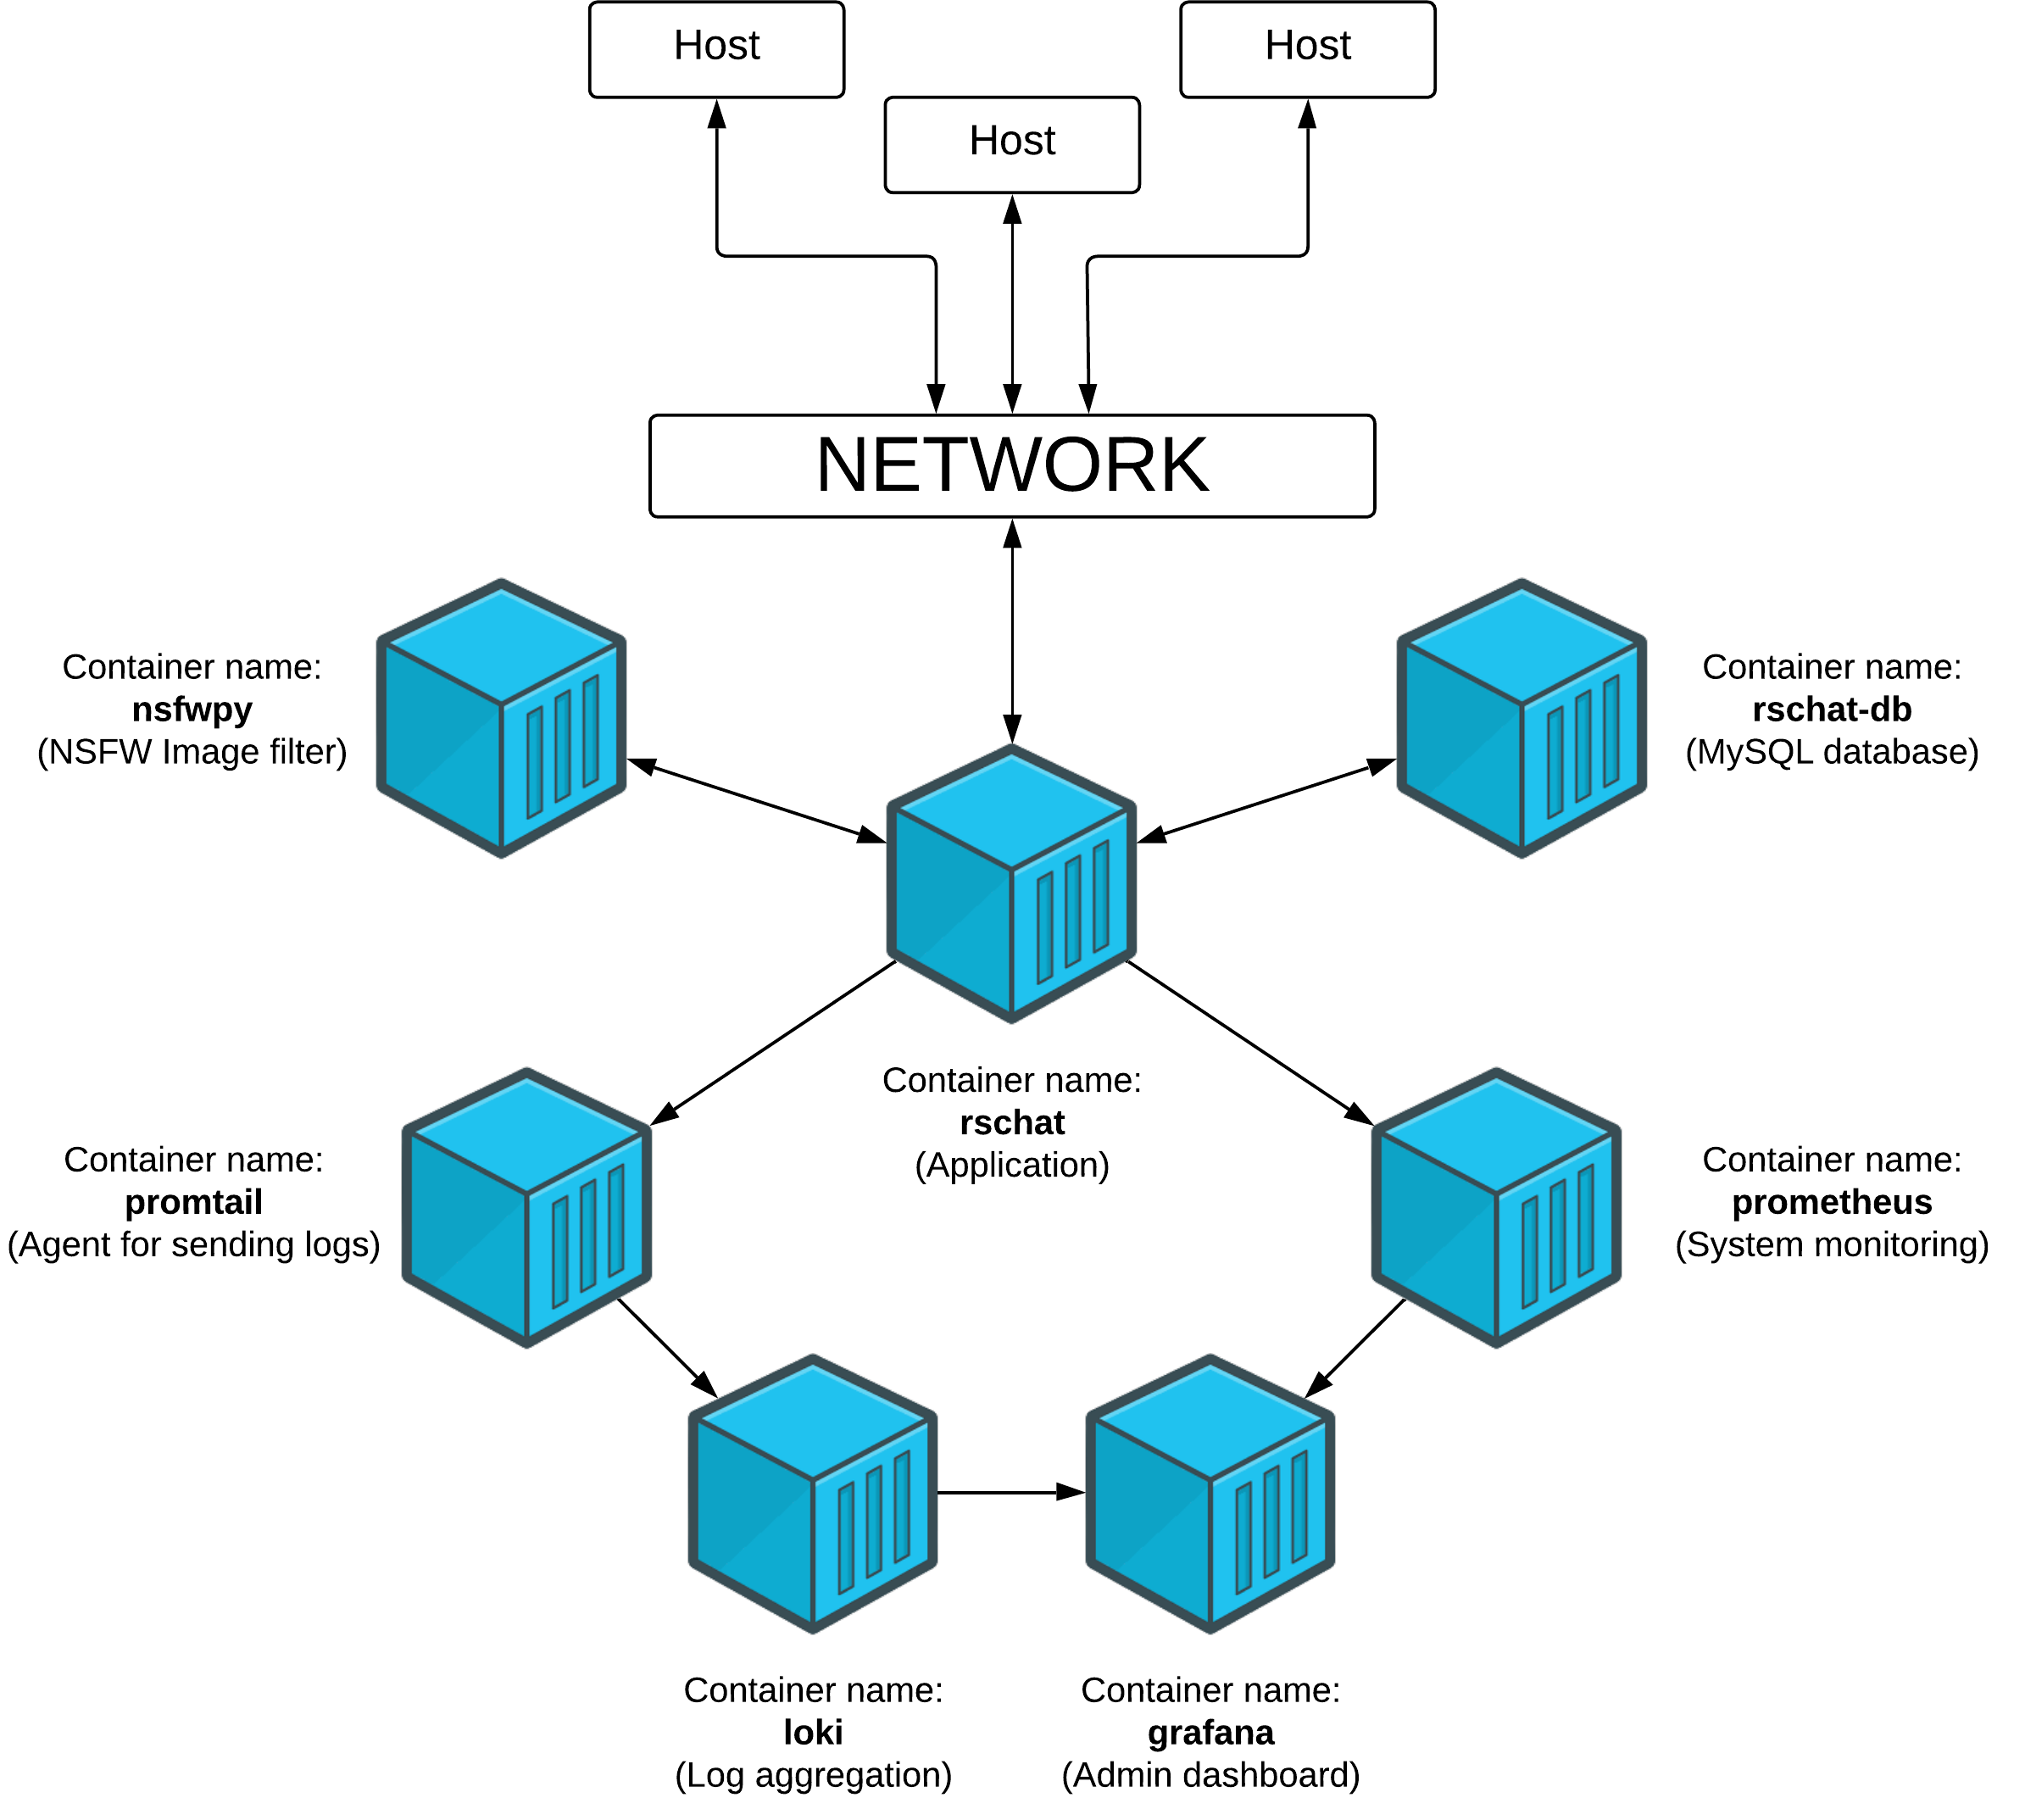 Host
Host
Host
NETWORK
Container name:
nsfwpy
(NSFW Image filter)
Container name:
rschat-db
(MySQL database)
Container name:
rschat
(Application)
Container name:
promtail
(Agent for sending logs)
Container name:
prometheus
(System monitoring)
Container name:
loki
(Log aggregation)
Container name:
grafana
(Admin dashboard)